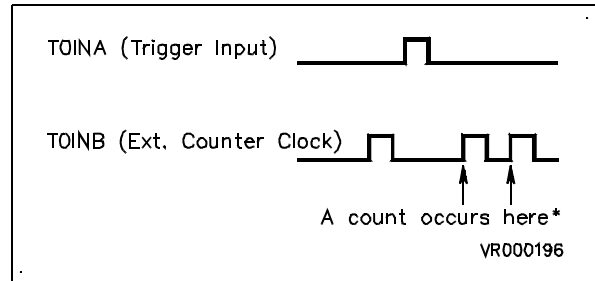 T0INA (Trigger Input)
T0INB (Ext. Counter Clock)
A count occurs here*
VR000196